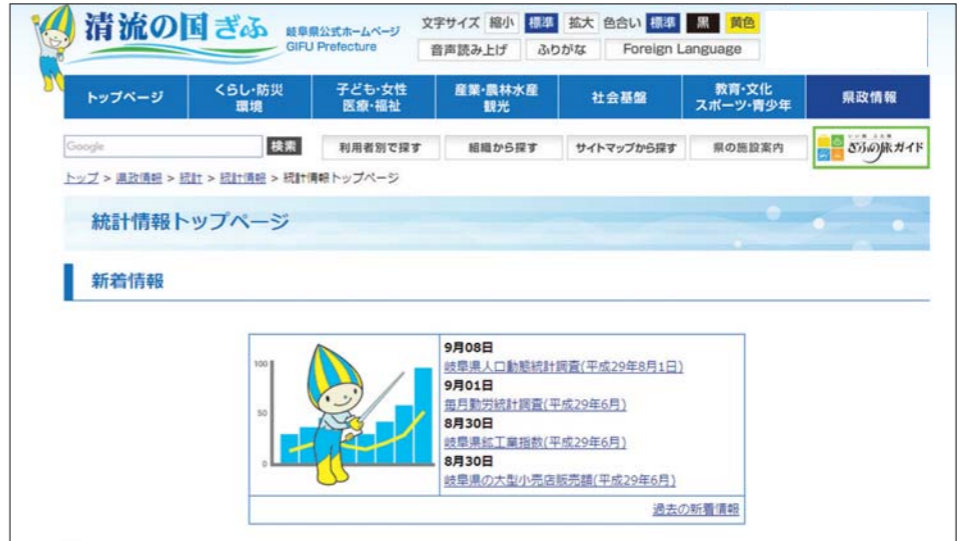 清流の国ぎふ 岐阜県公式ホームページ
GIFU Prefecture
文字サイズ 縮小 標準 拡大 色合い 標準 黒 黄色
音声読み上げ ふりがな Foreign Language
トップページ
くらし・防災
環境
子ども・女性
医療・福祉
産業・農林水産
観光
社会基盤
教育・文化
スポーツ・青少年
県政情報
Google 検索 利用者別で探す 組織から探す サイトマップから探す 県の施設案内 ぎふの旅ガイド
トップ > 県政情報 > 統計 > 統計情報 > 統計情報トップページ
統計情報トップページ
新着情報
100
50
0
9月08日
岐阜県人口動態統計調査(平成29年8月1日)
9月01日
毎月勤労統計調査(平成29年6月)
8月30日
岐阜県鉱工業指数(平成29年6月)
8月30日
岐阜県の大型小売店販売額(平成29年6月)
過去の新着情報